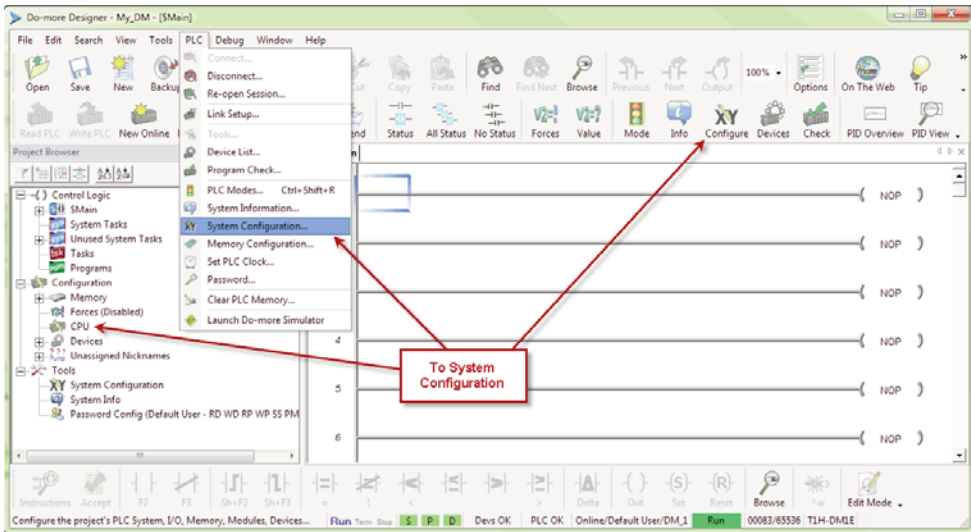 Do-more Designer - My_DM - [$Main]
File Edit Search View Tools PLC Debug Window Help
Open Save New Backup Cut Copy Paste Find Find Next Browse Previous Next Output 100% Options On The Web Tip
Read PLC Write PLC New Online Status All Status No Status Forces Value Mode Info Configure Devices Check PID Overview PID View
Connect...
Disconnect...
Re-open Session...
Link Setup...
Tools...
Device List...
Program Check...
PLC Modes... Ctrl+Shift+R
System Information...
XY System Configuration...
Memory Configuration...
Set PLC Clock...
Password...
Clear PLC Memory...
Launch Do-more Simulator
Project Browser
Control Logic
$Main
System Tasks
Unused System Tasks
tsk Tasks
Programs
Configuration
Memory
Forces (Disabled)
CPU
Devices
Unassigned Nicknames
Tools
XY System Configuration
System Info
Password Config (Default User - RD WD RP WP SS PM
NOP
NOP
NOP
4 NOP
5 NOP
6 NOP
To System
Configuration
Instructions Accept F2 F3 Sh+F2 Sh+F3 Delta Out Set Reset Browse ^w Edit Mode
Configure the project's PLC System, I/O, Memory, Modules, Devices... Run Term Stop S P D Devs OK PLC OK Online/Default User/DM_1 Run 00083/65536 T1H-DM1E